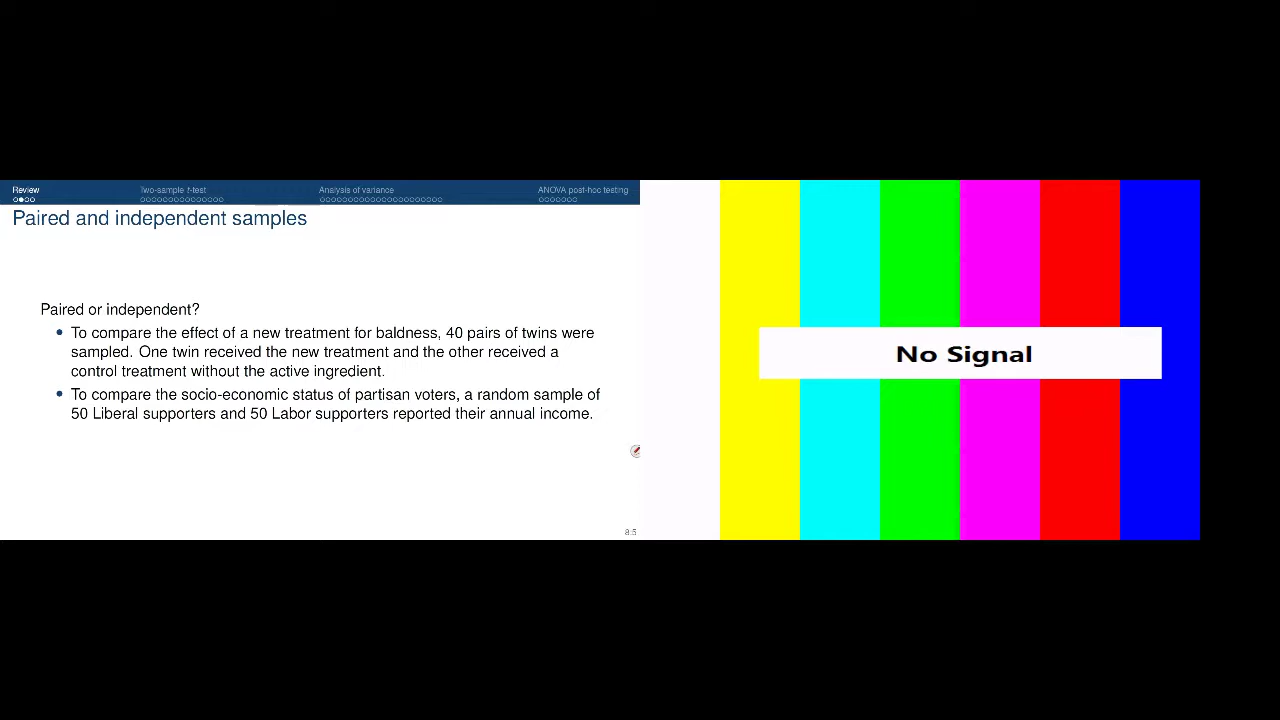 Review
Two-sample t-test
Analysis of variance
ANOVA post-hoc testing
Paired and independent samples
Paired or independent?
To compare the effect of a new treatment for baldness, 40 pairs of twins were
sampled. One twin received the new treatment and the other received a
control treatment without the active ingredient.
To compare the socio-economic status of partisan voters, a random sample of
50 Liberal supporters and 50 Labor supporters reported their annual income.
8:5
No Signal